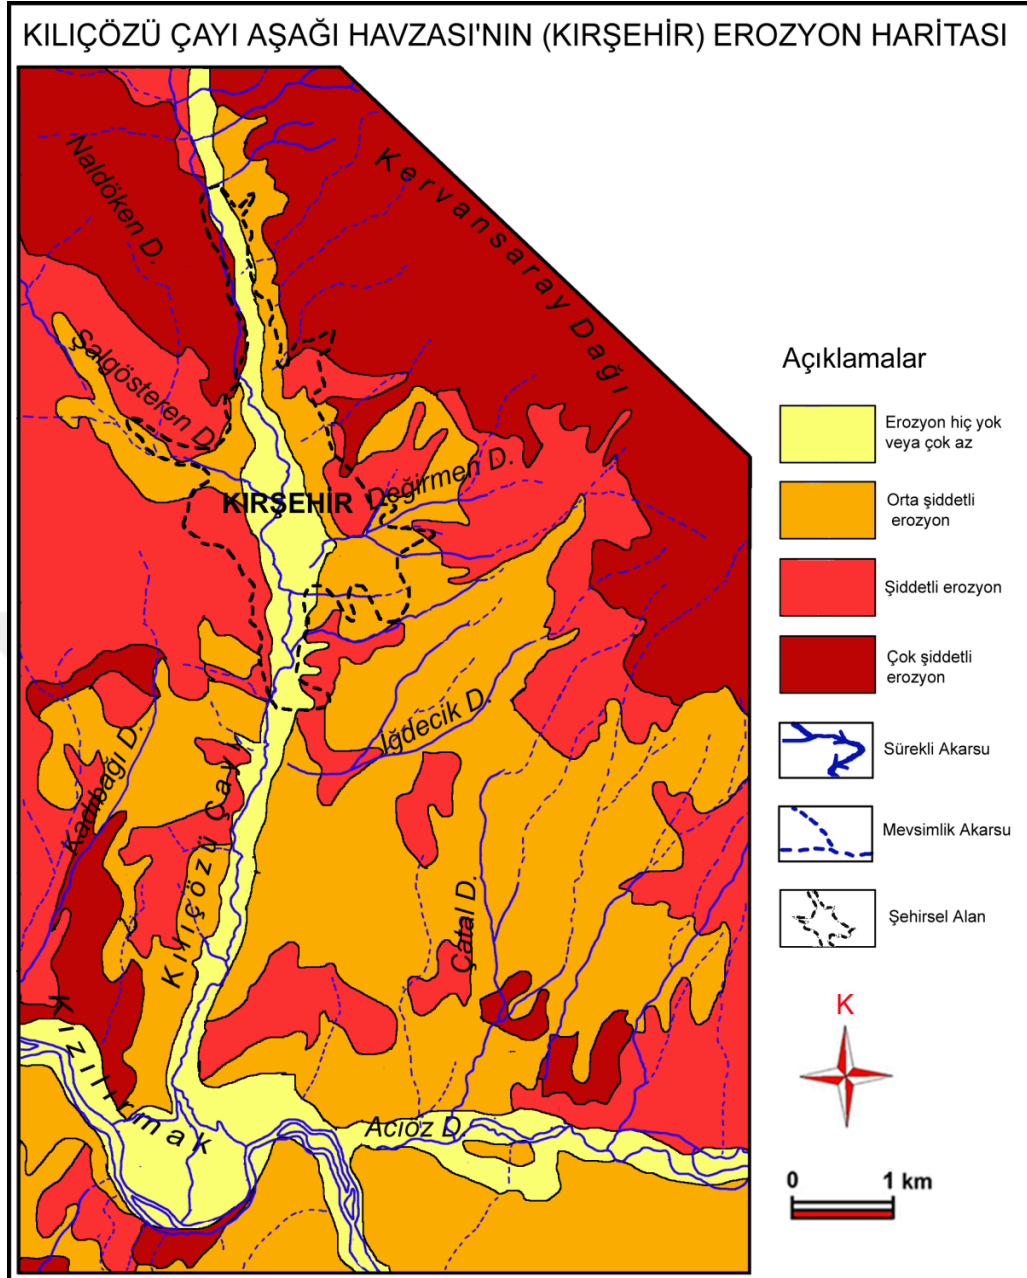 KILIÇÖZÜ ÇAYI AŞAĞI HAVZASI'NIN (KIRŞEHİR) EROZYON HARİTASI
Naldöken D.
Kervansaray Dağı
Şalgösteren D.
KIRŞEHİR
Değirmen D.
Iğdecik D.
Kadıbağı D.
Kılıçözü Çayı
Çatal D.
Kızılırmak
Acıöz D.
Açıklamalar
Erozyon hiç yok
veya çok az
Orta şiddetli
erozyon
Şiddetli erozyon
Çok şiddetli
erozyon
Sürekli Akarsu
Mevsimlik Akarsu
Şehirsel Alan
K
0 1 km